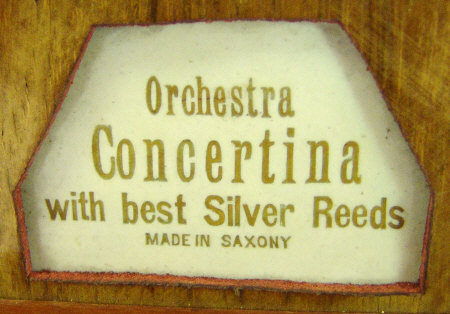 Orchestra
Concertina
with best Silver Reeds
MADE IN SAXONY